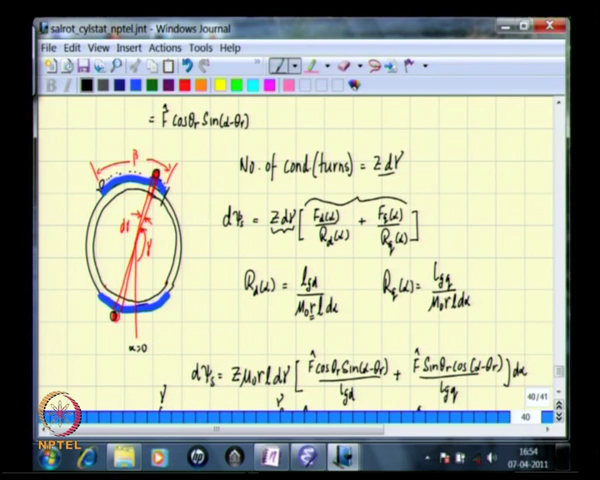 salrot_cylstat_nptel.jnt - Windows Journal
File Edit View Insert Actions Tools Help
B I
= F̂ cosθr Sin(α-θr)
β
No. of cond(turns) = Z dγ
dγ
γ
α=0
dψs = Z dγ [ Fd(α)/Rd(α) + Fq(α)/Rq(α) ]
Rd(α) = lgd/μ0 r l dα Rq(α) = lgq/μ0 r l dα
dψs = Z μ0 r l dγ [ F̂ cosθr Sin(α-θr)/lgd + F̂ Sinθr cos(α-θr)/lgq ] dα
γ γ
40/41
40
NPTEL
16:54
07-04-2011